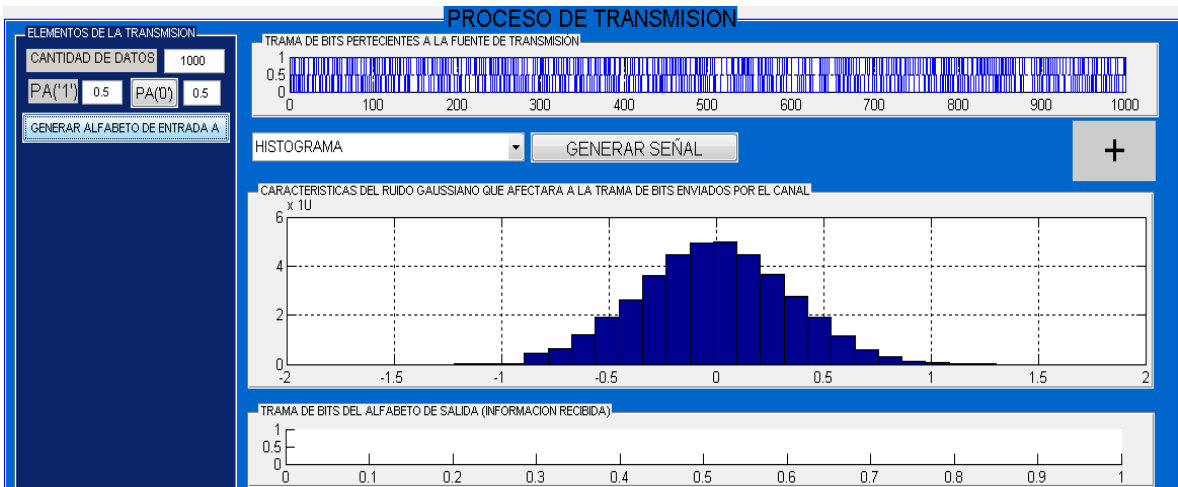 PROCESO DE TRANSMISION
ELEMENTOS DE LA TRANSMISION
CANTIDAD DE DATOS 1000
PA('1') 0.5 PA('0') 0.5
GENERAR ALFABETO DE ENTRADA A
TRAMA DE BITS PERTECIENTES A LA FUENTE DE TRANSMISIÓN
1
0.5
0
0 100 200 300 400 500 600 700 800 900 1000
HISTOGRAMA GENERAR SEÑAL +
CARACTERISTICAS DEL RUIDO GAUSSIANO QUE AFECTARA A LA TRAMA DE BITS ENVIADOS POR EL CANAL
x 10
6
4
2
0
-2 -1.5 -1 -0.5 0 0.5 1 1.5 2
TRAMA DE BITS DEL ALFABETO DE SALIDA (INFORMACION RECIBIDA)
1
0.5
0
0 0.1 0.2 0.3 0.4 0.5 0.6 0.7 0.8 0.9 1